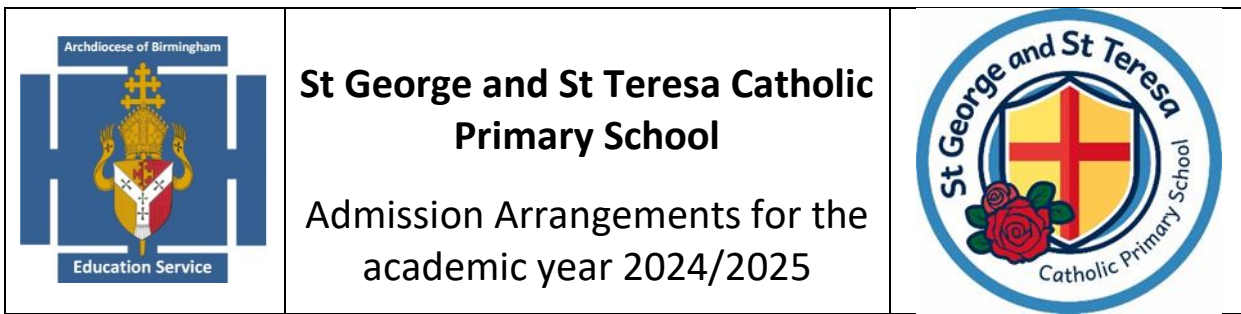 Archdiocese of Birmingham
Education Service
St George and St Teresa Catholic
Primary School
Admission Arrangements for the
academic year 2024/2025
St George and St Teresa
Catholic Primary School